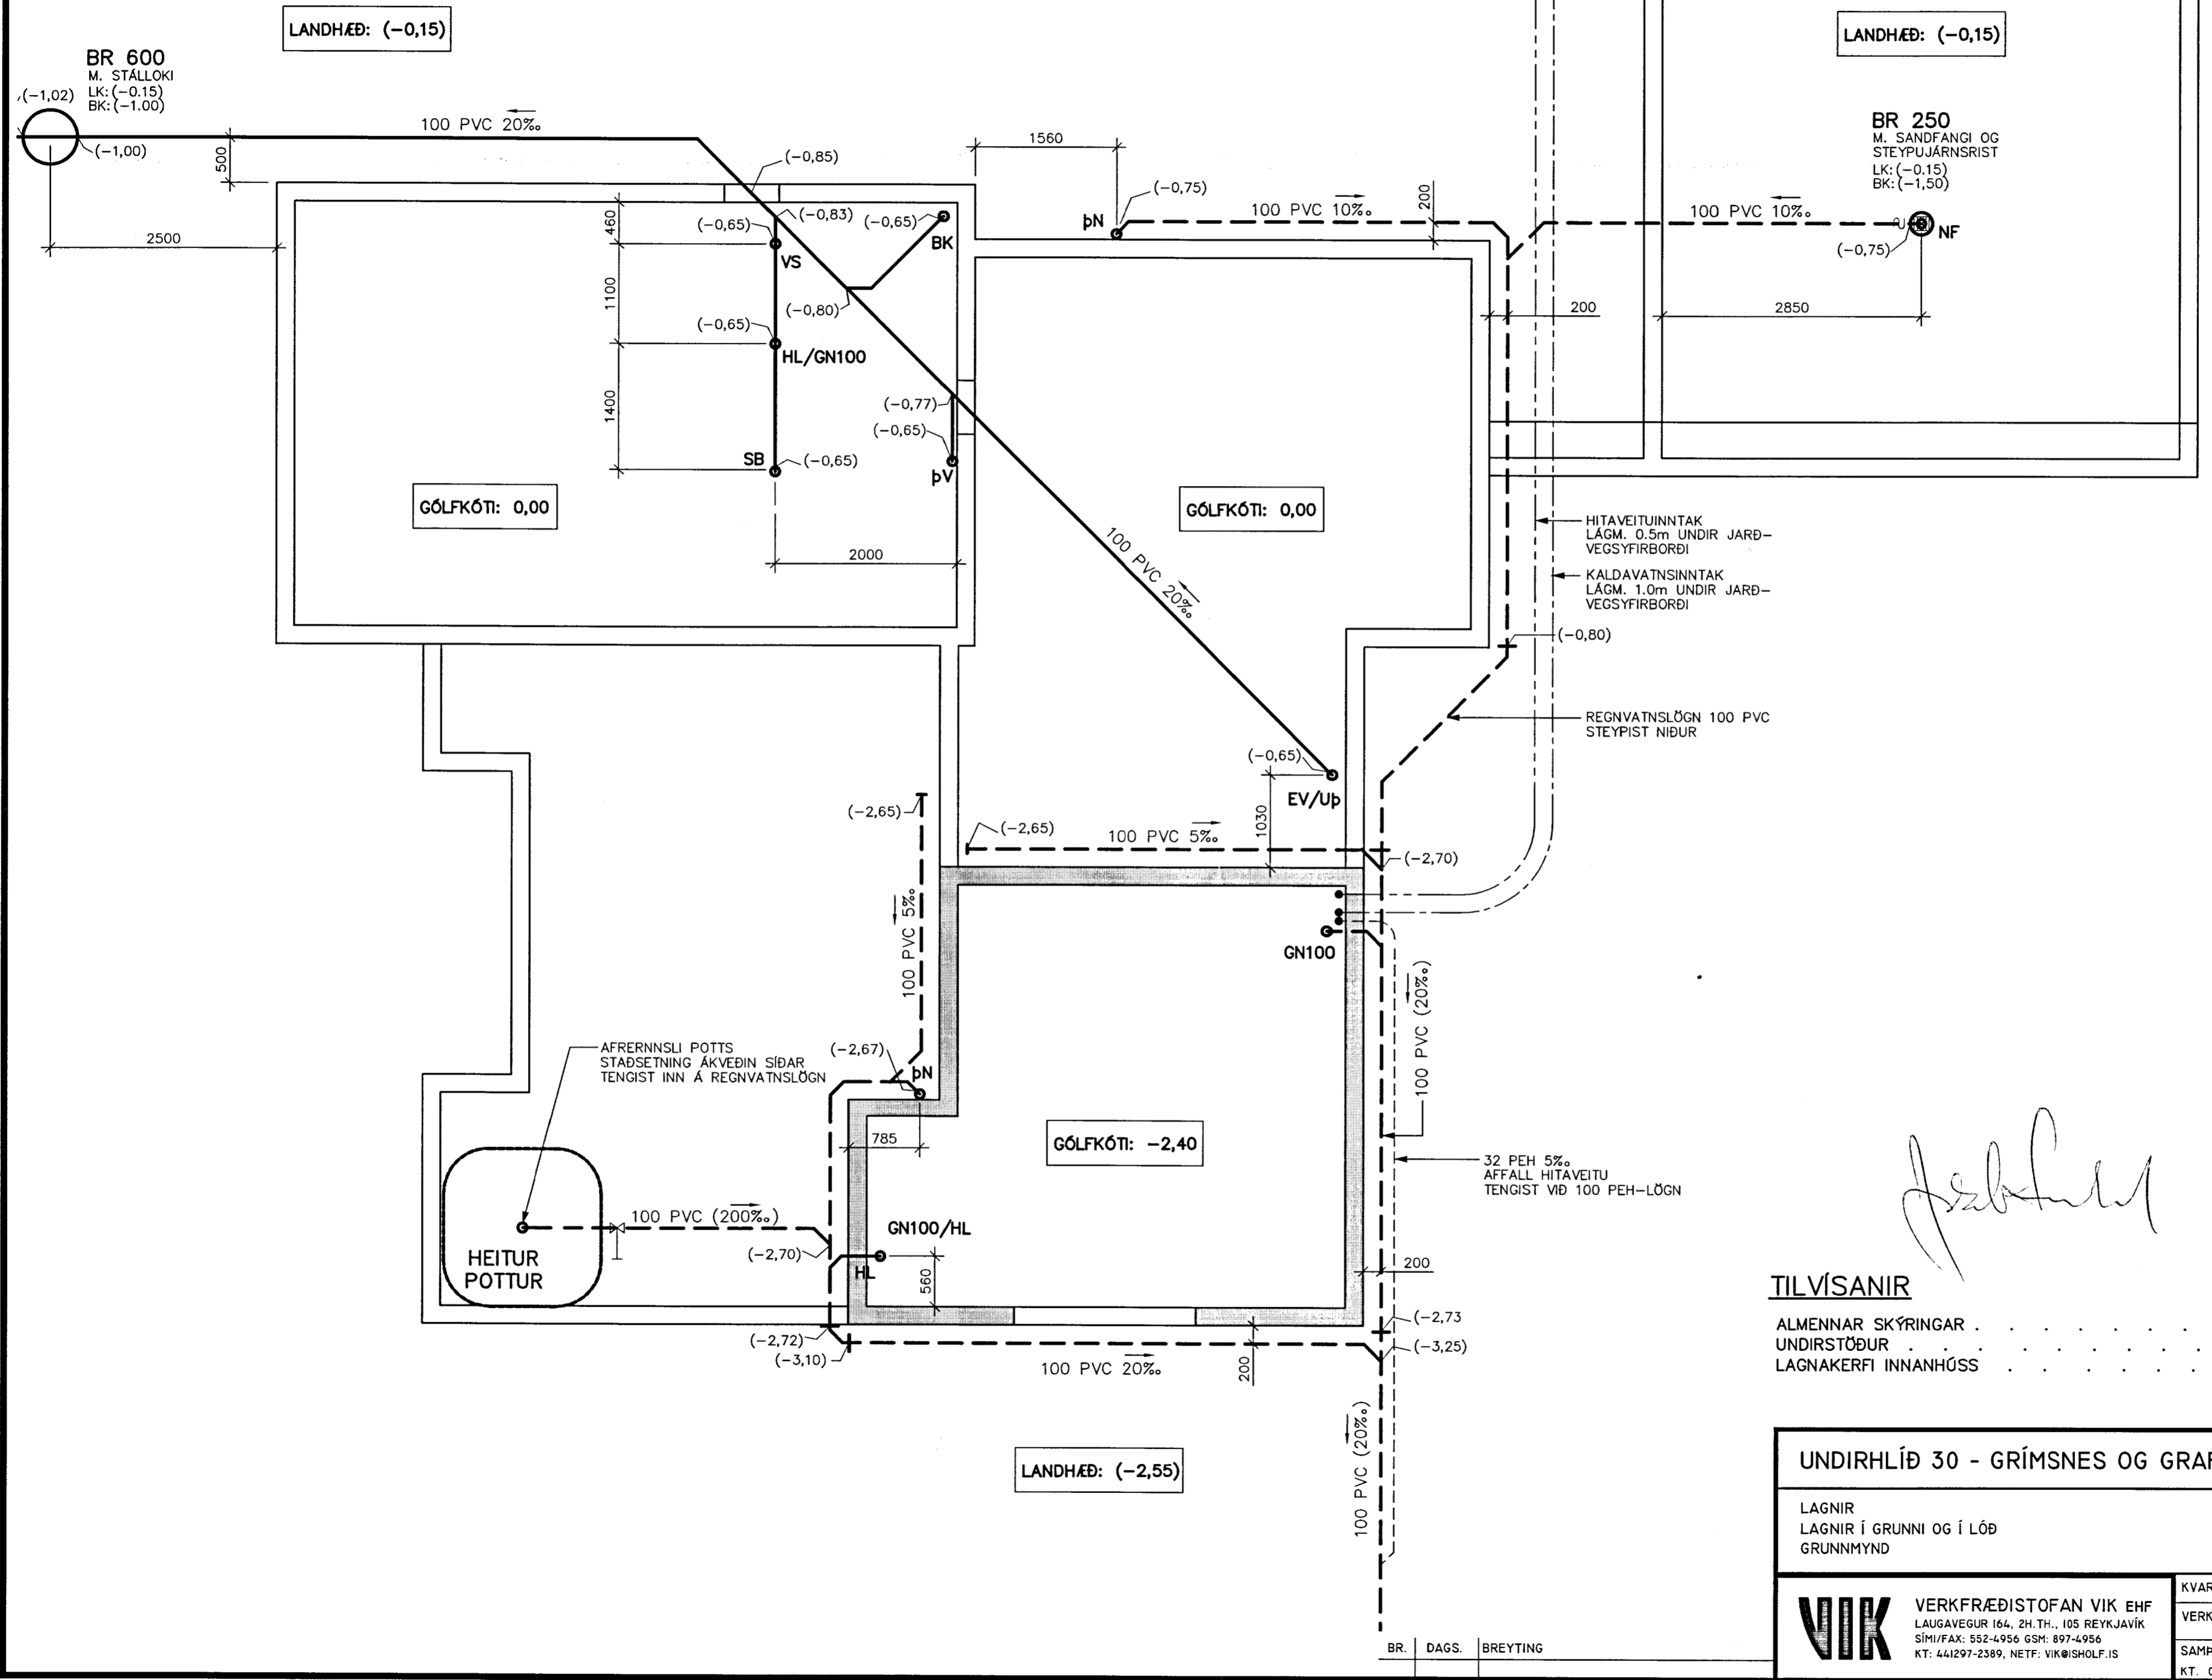 LANDHÆÐ: (-0,15)
LANDHÆÐ: (-0,15)
BR 600
M. STÁLLOKI
LK:(-0.15)
BK:(-1.00)
(-1,02)
(-1,00)
100 PVC 20‰
500
2500
(-0,85)
1560
(-0,75)
þN
100 PVC 10‰
200
100 PVC 10‰
BR 250
M. SANDFANGI OG
STEYPUJÁRNSRIST
LK:(-0.15)
BK:(-1,50)
NF
(-0,75)
460
(-0,65)
(-0,83)
(-0,65)
BK
VS
1100
(-0,80)
200
2850
(-0,65)
HL/GN100
1400
(-0,77)
(-0,65)
SB
(-0,65)
þV
GÓLFKÓTI: 0,00
GÓLFKÓTI: 0,00
2000
100 PVC 20‰
HITAVEITUINNTAK
LÁGM. 0.5m UNDIR JARÐ-
VEGSYFIRBORÐI
KALDAVATNSINNTAK
LÁGM. 1.0m UNDIR JARÐ-
VEGSYFIRBORÐI
(-0,80)
REGNVATNSLÖGN 100 PVC
STEYPIST NIÐUR
(-0,65)
EV/Uþ
1030
(-2,65)
(-2,65)
100 PVC 5‰
(-2,70)
100 PVC 5‰
GN100
100 PVC (20‰)
AFRERNNSLI POTTS
STAÐSETNING ÁKVEÐIN SÍÐAR
TENGIST INN Á REGNVATNSLÖGN
(-2,67)
þN
785
GÓLFKÓTI: -2,40
32 PEH 5‰
AFFALL HITAVEITU
TENGIST VIÐ 100 PEH-LÖGN
100 PVC (200‰)
HEITUR
POTTUR
(-2,70)
GN100/HL
HL
560
200
(-2,72)
(-3,10)
100 PVC 20‰
200
(-2,73
(-3,25)
100 PVC (20‰)
LANDHÆÐ: (-2,55)
TILVÍSANIR
ALMENNAR SKÝRINGAR . . . . . . .
UNDIRSTÖÐUR . . . . . . . . .
LAGNAKERFI INNANHÚSS . . . . . .
UNDIRHLÍÐ 30 - GRÍMSNES OG GRAF
LAGNIR
LAGNIR Í GRUNNI OG Í LÓÐ
GRUNNMYND
VIK
VERKFRÆÐISTOFAN VIK EHF
LAUGAVEGUR 164, 2H.TH., 105 REYKJAVÍK
SÍMI/FAX: 552-4956 GSM: 897-4956
KT: 441297-2389, NETF: VIK@ISHOLF.IS
KVAR
VERK
KT.
BR. DAGS. BREYTING